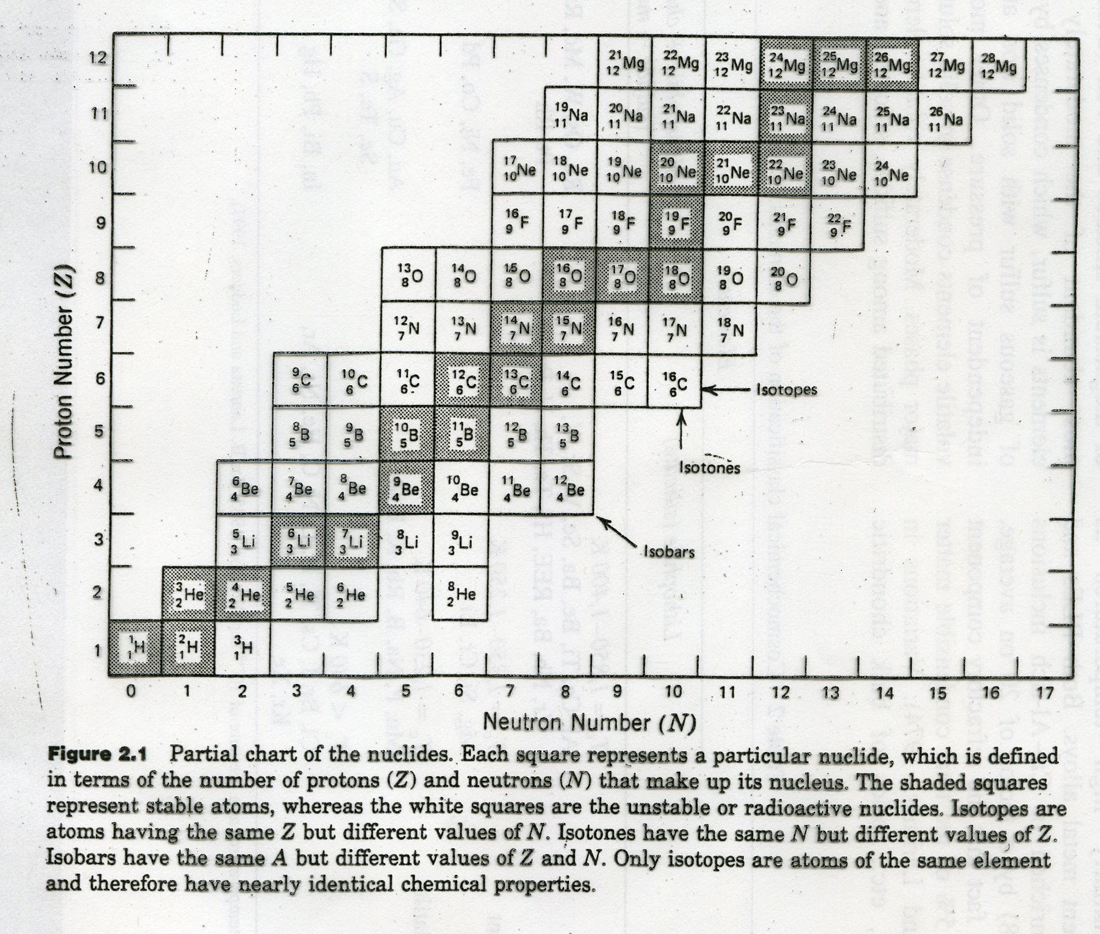 Proton Number (Z)
12 21 12 Mg 22 12 Mg 23 12 Mg 24 12 Mg 25 12 Mg 26 12 Mg 27 12 Mg 28 12 Mg
11 19 11 Na 20 11 Na 21 11 Na 22 11 Na 23 11 Na 24 11 Na 25 11 Na 26 11 Na
10 17 10 Ne 18 10 Ne 19 10 Ne 20 10 Ne 21 10 Ne 22 10 Ne 23 10 Ne 24 10 Ne
9 16 9 F 17 9 F 18 9 F 19 9 F 20 9 F 21 9 F 22 9 F
8 13 8 O 14 8 O 15 8 O 16 8 O 17 8 O 18 8 O 19 8 O 20 8 O
7 12 7 N 13 7 N 14 7 N 15 7 N 16 7 N 17 7 N 18 7 N
6 9 6 C 10 6 C 11 6 C 12 6 C 13 6 C 14 6 C 15 6 C 16 6 C Isotopes
5 8 5 B 9 5 B 10 5 B 11 5 B 12 5 B 13 5 B
Isotones
4 6 4 Be 7 4 Be 8 4 Be 9 4 Be 10 4 Be 11 4 Be 12 4 Be
3 5 3 Li 6 3 Li 7 3 Li 8 3 Li 9 3 Li Isobars
2 3 2 He 4 2 He 5 2 He 6 2 He 8 2 He
1 1 1 H 2 1 H 3 1 H
0 1 2 3 4 5 6 7 8 9 10 11 12 13 14 15 16 17
Neutron Number (N)
Figure 2.1 Partial chart of the nuclides. Each square represents a particular nuclide, which is defined
in terms of the number of protons (Z) and neutrons (N) that make up its nucleus. The shaded squares
represent stable atoms, whereas the white squares are the unstable or radioactive nuclides. Isotopes are
atoms having the same Z but different values of N. Isotones have the same N but different values of Z.
Isobars have the same A but different values of Z and N. Only isotopes are atoms of the same element
and therefore have nearly identical chemical properties.